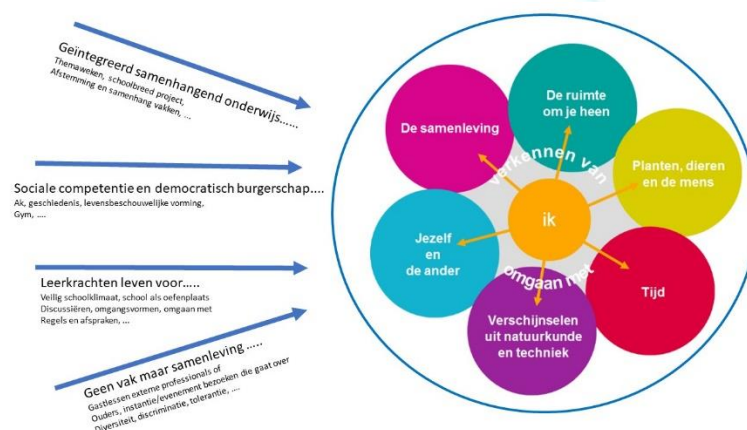 Geïntegreerd samenhangend onderwijs......
Themaweken, schoolbreed project,
Afstemming en samenhang vakken, ...
Sociale competentie en democratisch burgerschap....
Ak, geschiedenis, levensbeschouwelijke vorming,
Gym, ....
Leerkrachten leven voor.....
Veilig schoolklimaat, school als oefenplaats
Discussiëren, omgangsvormen, omgaan met
Regels en afspraken, ...
Geen vak maar samenleving .....
Gastlessen externe professionals of
Ouders, instantie/evenement bezoeken die gaat over
Diversiteit, discriminatie, tolerantie, ....
De samenleving
De ruimte
om je heen
Planten, dieren
en de mens
Tijd
Verschijnselen
uit natuurkunde
en techniek
Jezelf
en
de ander
verkennen van
ik
omgaan met